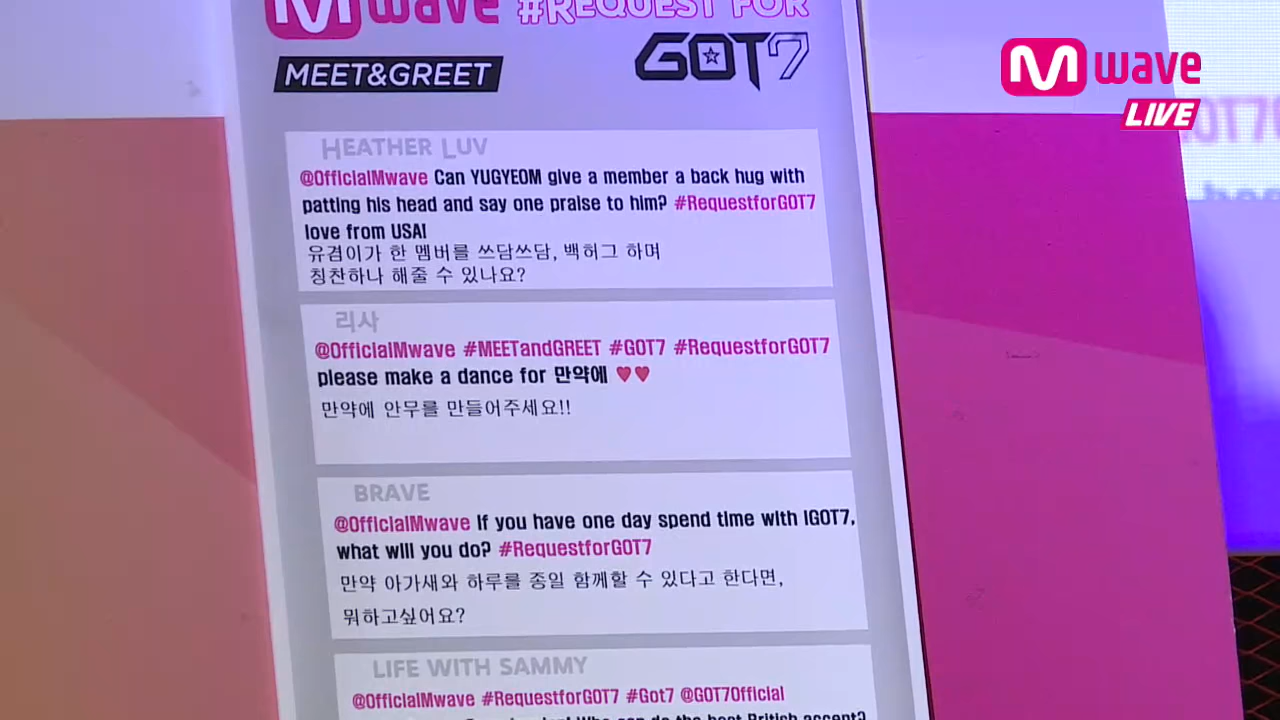 Mwave #REQUEST FOR
MEET&GREET GOT7
Mwave
LIVE
HEATHER LUV
@OfficialMwave Can YUGYEOM give a member a back hug with
patting his head and say one praise to him? #RequestforGOT7
love from USA!
유겸이가 한 멤버를 쓰담쓰담, 백허그 하며
칭찬하나 해줄 수 있나요?
리사
@OfficialMwave #MEETandGREET #GOT7 #RequestforGOT7
please make a dance for 만약에 ♥♥
만약에 안무를 만들어주세요!!
BRAVE
@OfficialMwave If you have one day spend time with IGOT7,
what will you do? #RequestforGOT7
만약 아가새와 하루를 종일 함께할 수 있다고 한다면,
뭐하고싶어요?
LIFE WITH SAMMY
@OfficialMwave #RequestforGOT7 #Got7 @GOT7Official
Who can do the best British accent?